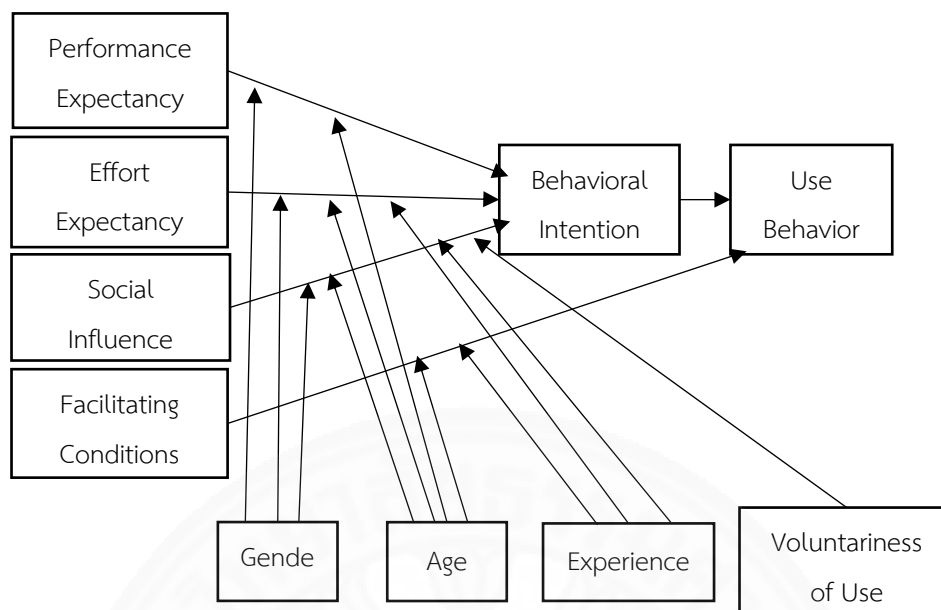 Performance
Expectancy
Effort
Expectancy
Social
Influence
Facilitating
Conditions
Behavioral
Intention
Use
Behavior
Gende
Age
Experience
Voluntariness
of Use